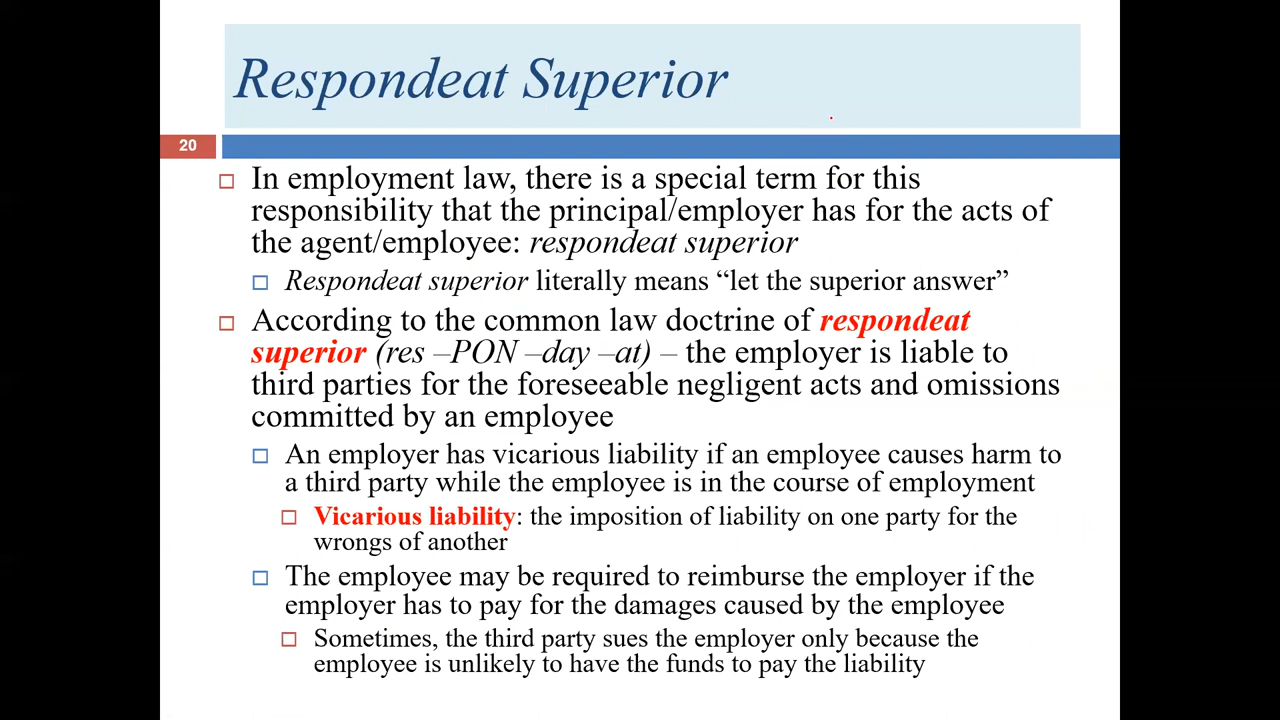 Respondeat Superior
20
In employment law, there is a special term for this
responsibility that the principal/employer has for the acts of
the agent/employee: respondeat superior
Respondeat superior literally means “let the superior answer”
According to the common law doctrine of respondeat
superior (res –PON –day –at) – the employer is liable to
third parties for the foreseeable negligent acts and omissions
committed by an employee
An employer has vicarious liability if an employee causes harm to
a third party while the employee is in the course of employment
Vicarious liability: the imposition of liability on one party for the
wrongs of another
The employee may be required to reimburse the employer if the
employer has to pay for the damages caused by the employee
Sometimes, the third party sues the employer only because the
employee is unlikely to have the funds to pay the liability